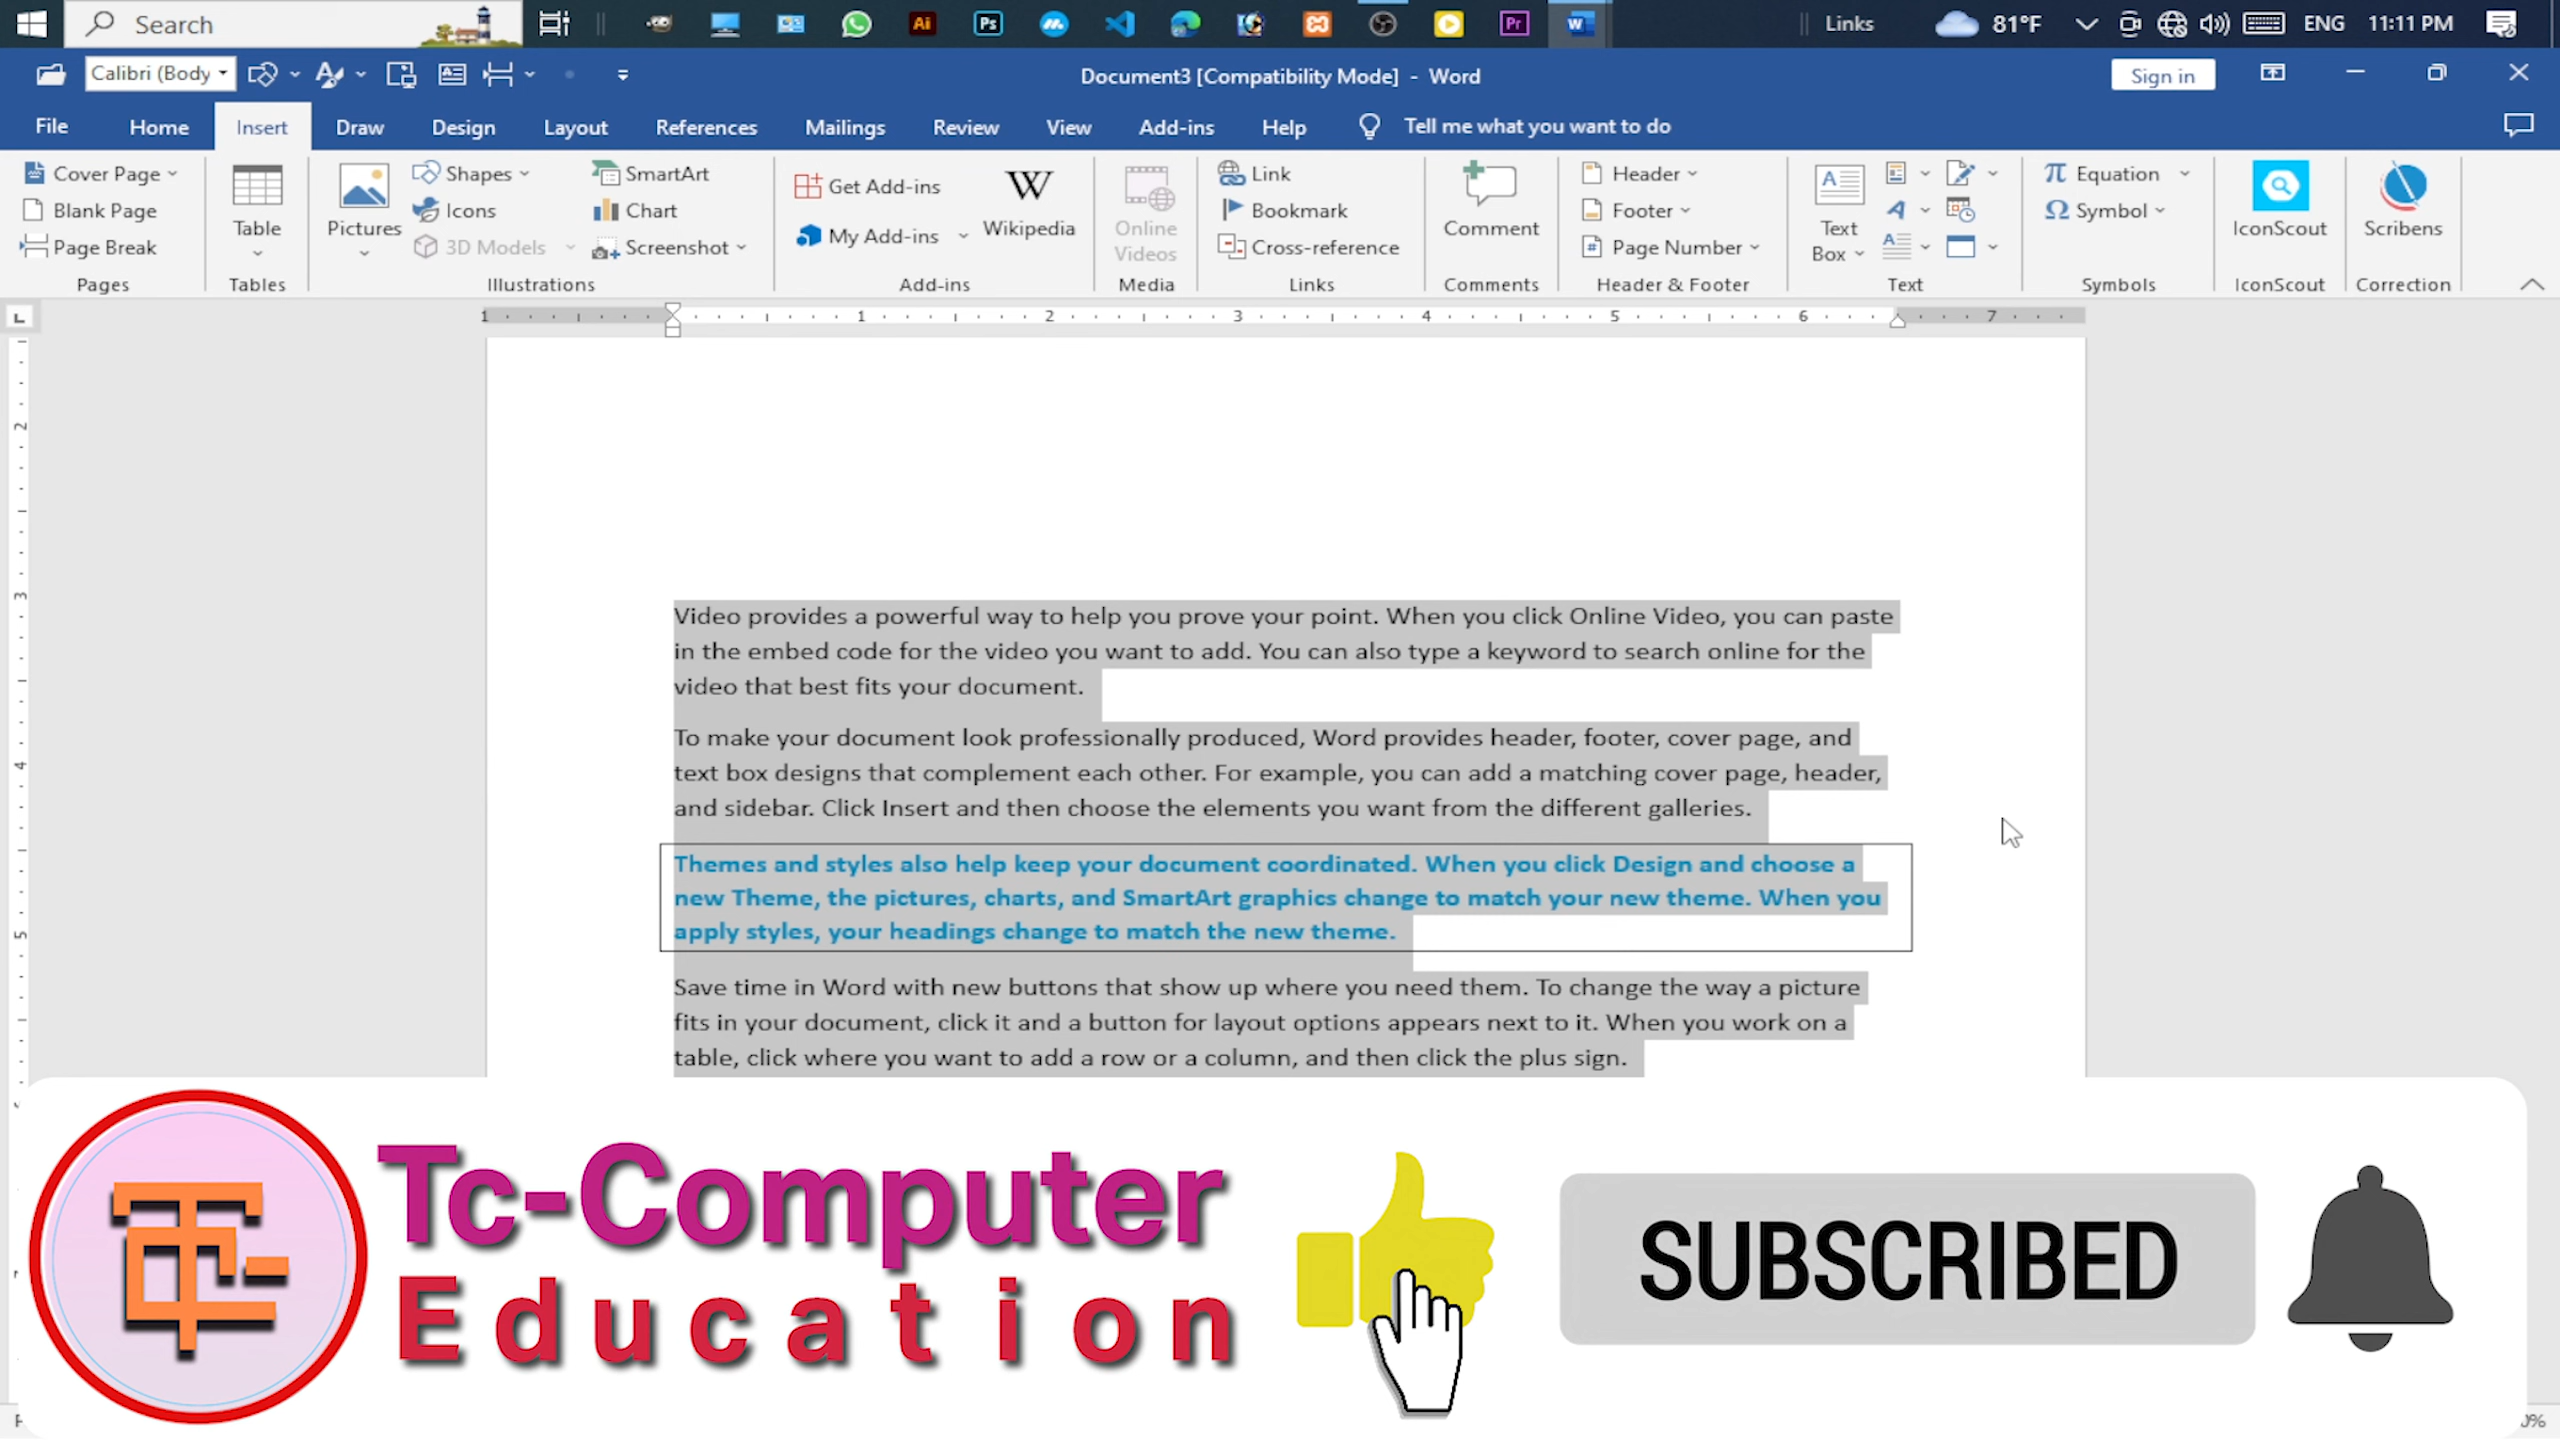 Search
Links
81°F
ENG
11:11 PM
Calibri (Body
Document3 [Compatibility Mode] - Word
Sign in
File Home Insert Draw Design Layout References Mailings Review View Add-ins Help Tell me what you want to do
Cover Page
Blank Page
Page Break
Pages
Table
Tables
Pictures
Shapes
Icons
3D Models
SmartArt
Chart
Screenshot
Illustrations
Get Add-ins
My Add-ins
Wikipedia
Add-ins
Online
Videos
Media
Link
Bookmark
Cross-reference
Links
Comment
Comments
Header
Footer
Page Number
Header & Footer
Text
Box
Text
Equation
Symbol
Symbols
IconScout
IconScout
Scribens
Correction
1 1 2 3 4 5 6 7
2
3
4
5
Video provides a powerful way to help you prove your point. When you click Online Video, you can paste
in the embed code for the video you want to add. You can also type a keyword to search online for the
video that best fits your document.
To make your document look professionally produced, Word provides header, footer, cover page, and
text box designs that complement each other. For example, you can add a matching cover page, header,
and sidebar. Click Insert and then choose the elements you want from the different galleries.
Themes and styles also help keep your document coordinated. When you click Design and choose a
new Theme, the pictures, charts, and SmartArt graphics change to match your new theme. When you
apply styles, your headings change to match the new theme.
Save time in Word with new buttons that show up where you need them. To change the way a picture
fits in your document, click it and a button for layout options appears next to it. When you work on a
table, click where you want to add a row or a column, and then click the plus sign.
Tc-Computer
Education
SUBSCRIBED